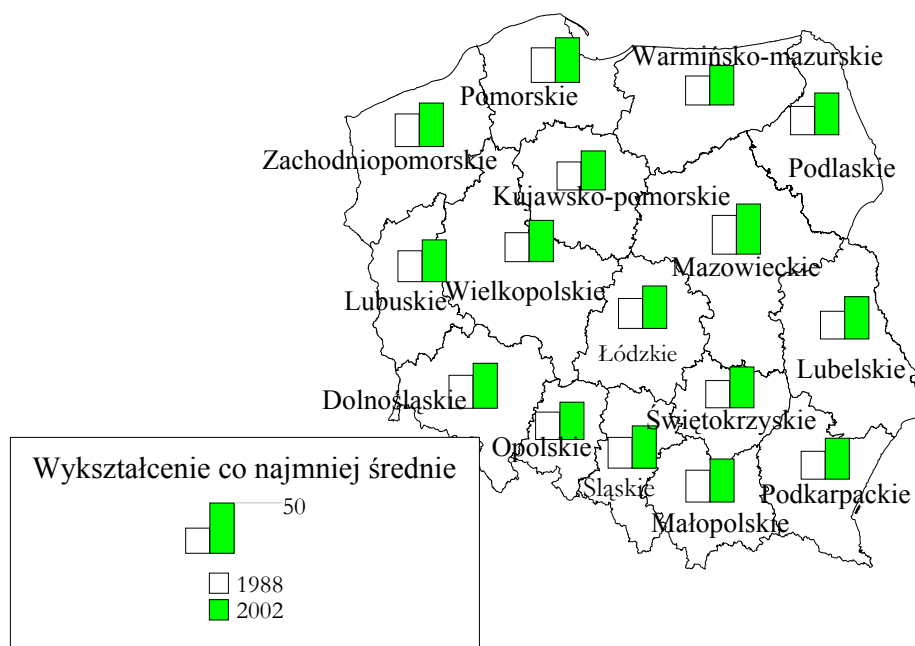 Warmińsko-mazurskie
Pomorskie
Zachodniopomorskie
Podlaskie
Kujawsko-pomorskie
Mazowieckie
Wielkopolskie
Lubuskie
Łódzkie
Lubelskie
Dolnośląskie
Świętokrzyskie
Opolskie
Śląskie
Podkarpackie
Małopolskie
Wykształcenie co najmniej średnie
50
1988
2002